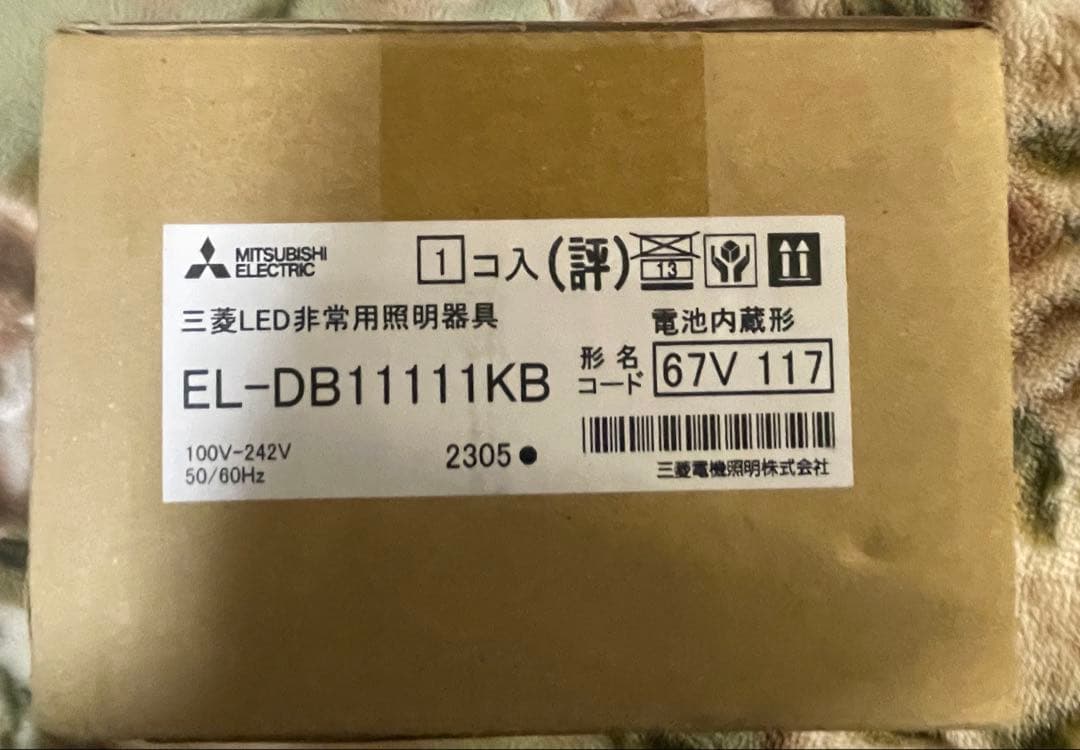 MITSUBISHI
ELECTRIC
1コ入(評)
13
三菱LED非常用照明器具
電池内蔵形
EL-DB11111KB
形名
コード
67V 117
100V-242V
50/60Hz
2305●
三菱電機照明株式会社